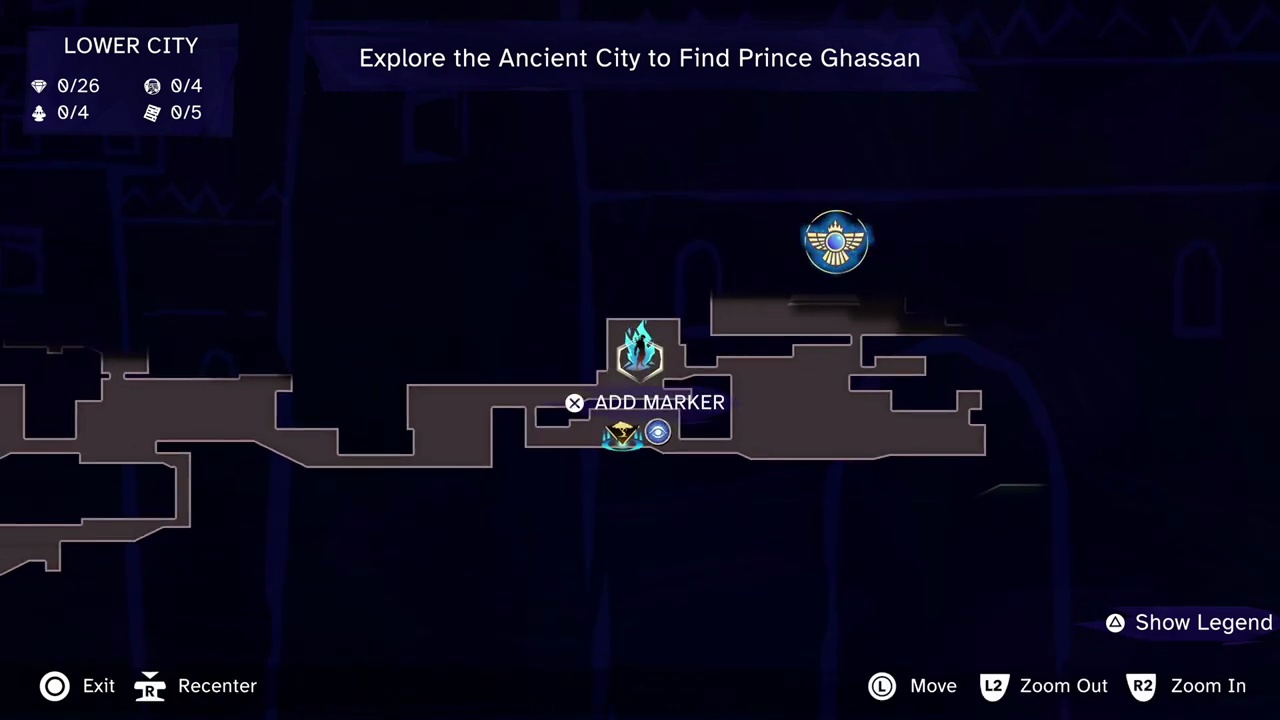 LOWER CITY
0/26 0/4
0/4 0/5
Explore the Ancient City to Find Prince Ghassan
ADD MARKER
Show Legend
Exit R Recenter L Move L2 Zoom Out R2 Zoom In